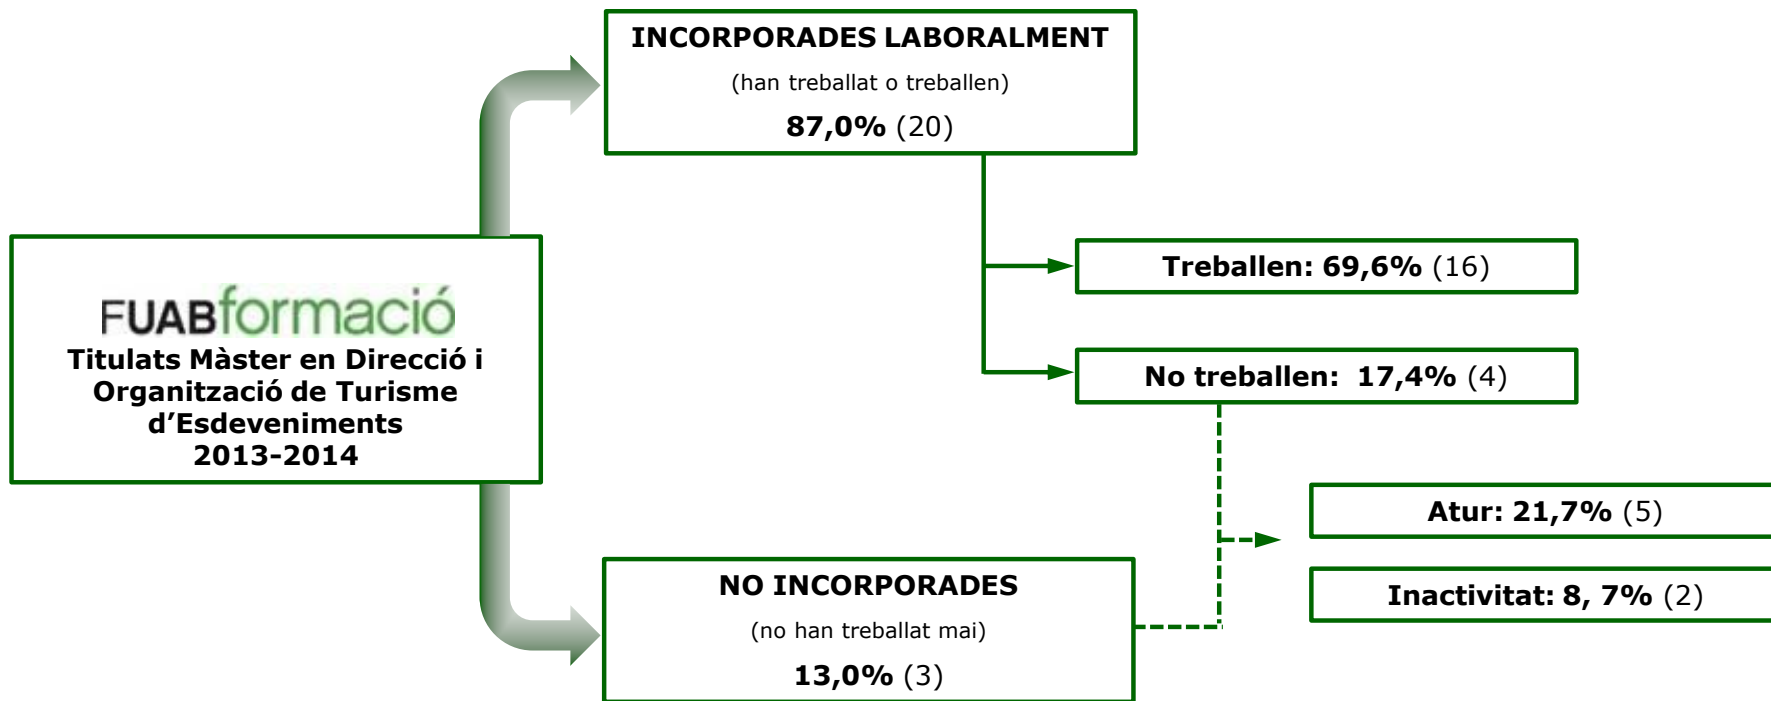 INCORPORADES LABORALMENT
(han treballat o treballen)
87,0% (20)
Treballen: 69,6% (16)
FUABformació
Titulats Màster en Direcció i
Organització de Turisme
d’Esdeveniments
2013-2014
No treballen: 17,4% (4)
Atur: 21,7% (5)
Inactivitat: 8, 7% (2)
NO INCORPORADES
(no han treballat mai)
13,0% (3)